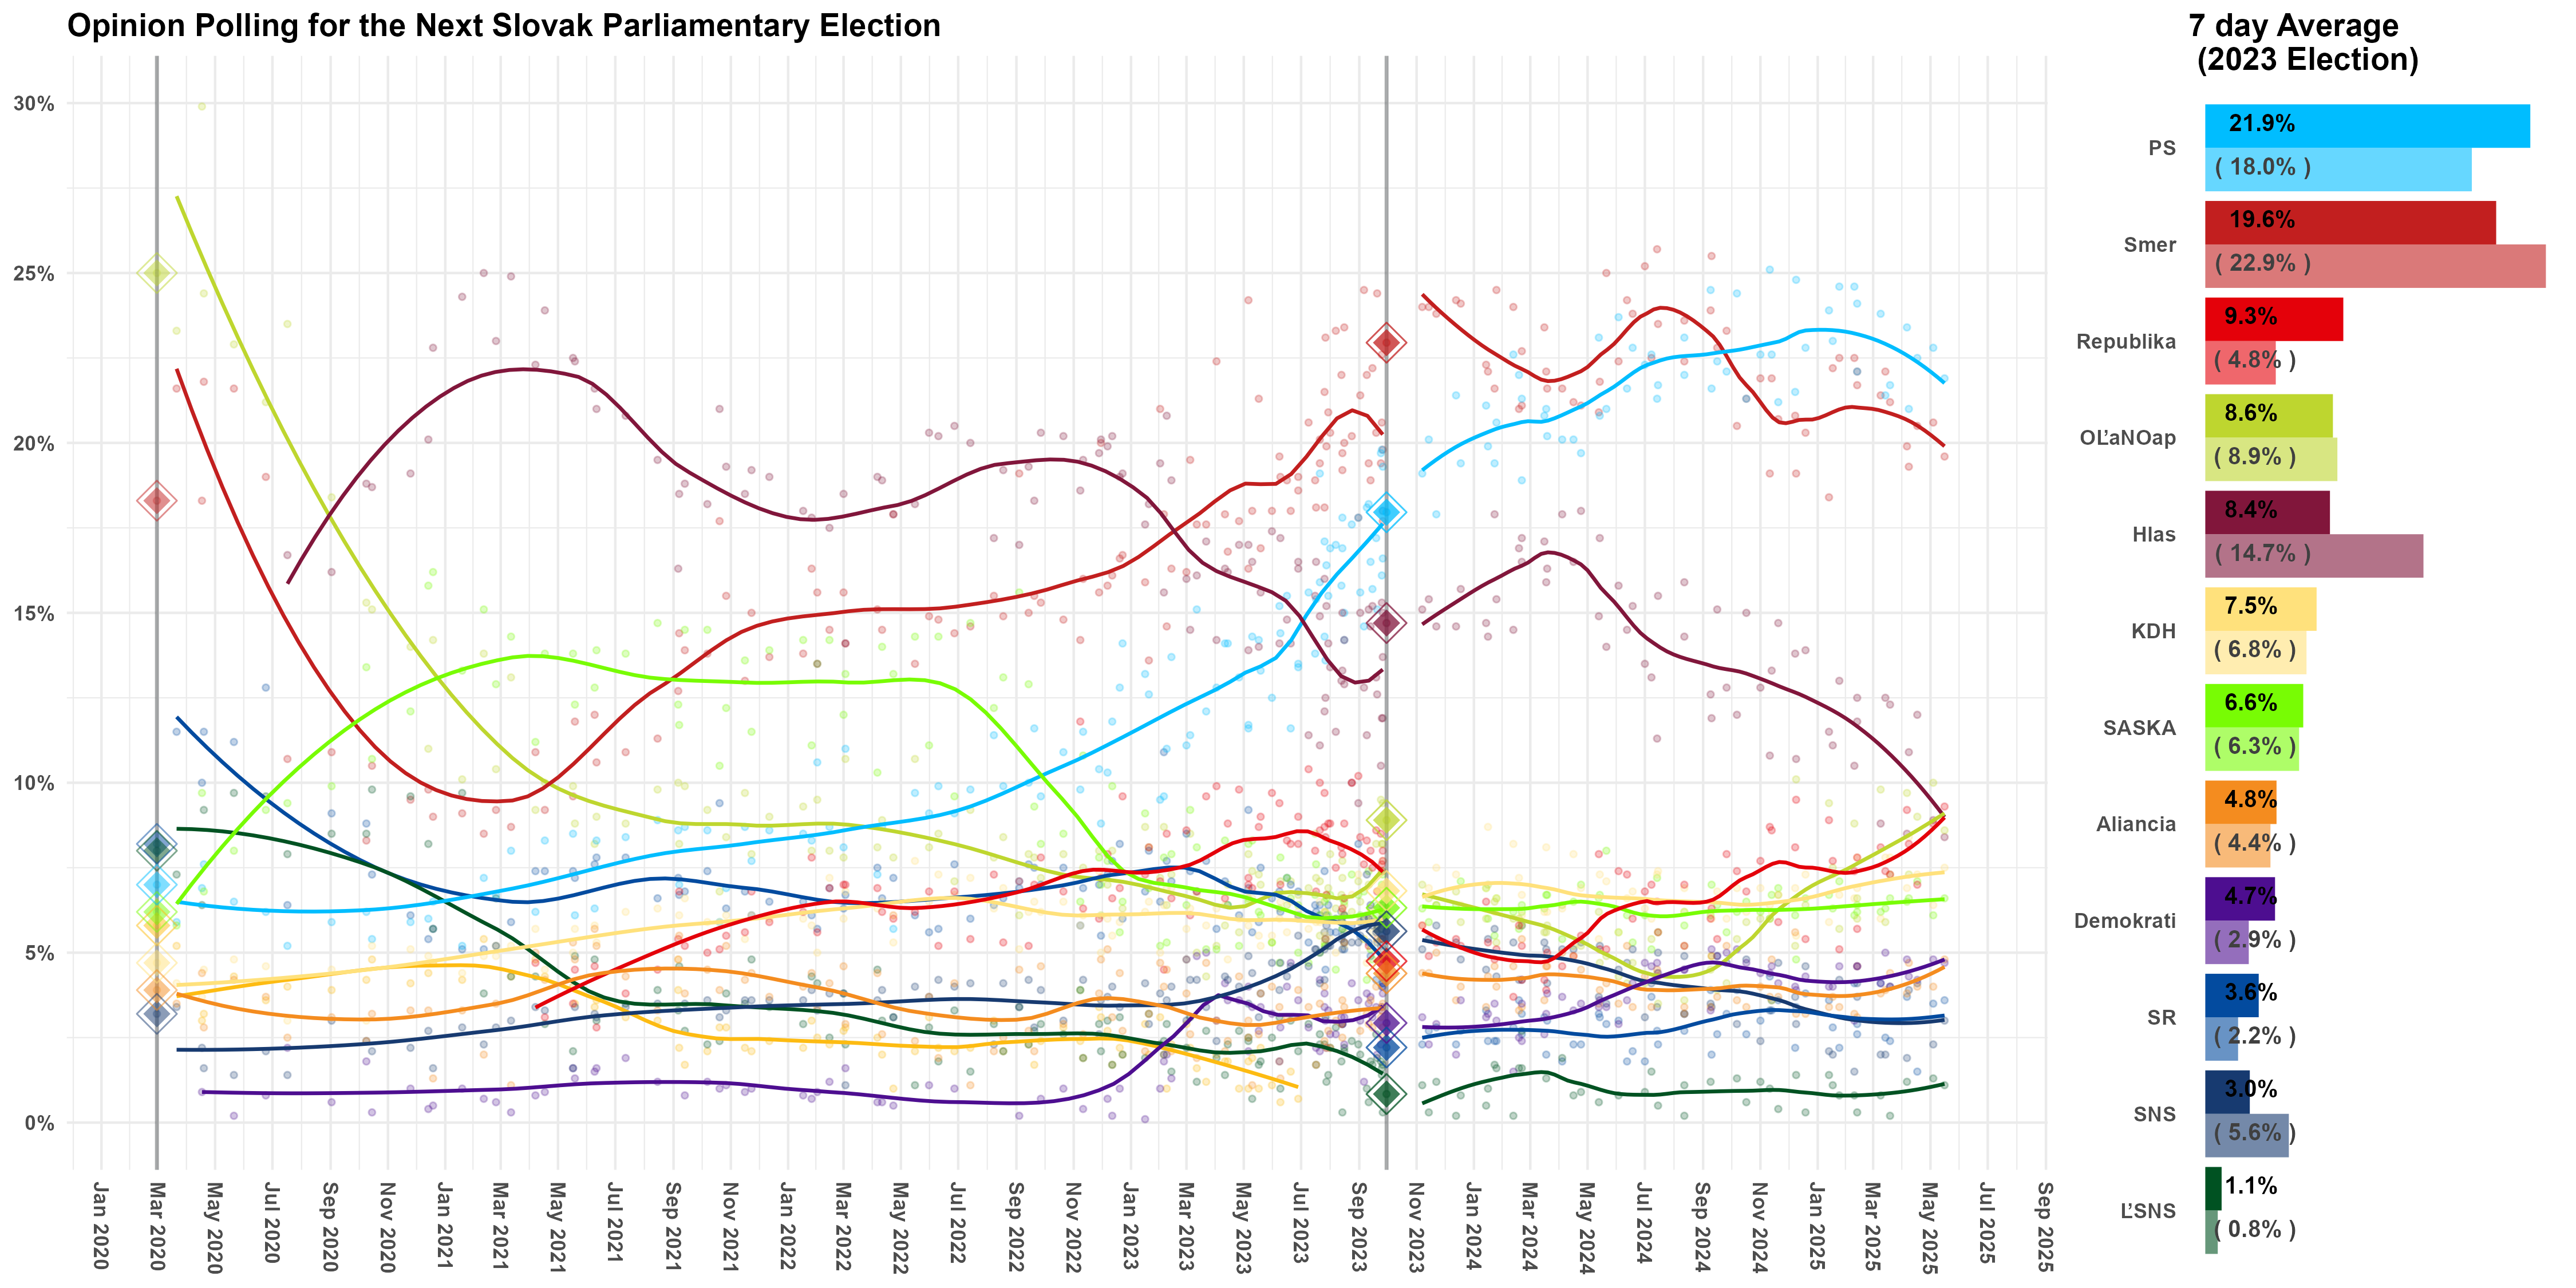 Opinion Polling for the Next Slovak Parliamentary Election
7 day Average
(2023 Election)
30%
25%
20%
15%
10%
5%
0%
Jan 2020
Mar 2020
May 2020
Jul 2020
Sep 2020
Nov 2020
Jan 2021
Mar 2021
May 2021
Jul 2021
Sep 2021
Nov 2021
Jan 2022
Mar 2022
May 2022
Jul 2022
Sep 2022
Nov 2022
Jan 2023
Mar 2023
May 2023
Jul 2023
Sep 2023
Nov 2023
Jan 2024
Mar 2024
May 2024
Jul 2024
Sep 2024
Nov 2024
Jan 2025
Mar 2025
May 2025
Jul 2025
Sep 2025
PS
21.9%
( 18.0% )
Smer
19.6%
( 22.9% )
Republika
9.3%
( 4.8% )
OĽaNOap
8.6%
( 8.9% )
Hlas
8.4%
( 14.7% )
KDH
7.5%
( 6.8% )
SASKA
6.6%
( 6.3% )
Aliancia
4.8%
( 4.4% )
Demokrati
4.7%
( 2.9% )
SR
3.6%
( 2.2% )
SNS
3.0%
( 5.6% )
ĽSNS
1.1%
( 0.8% )